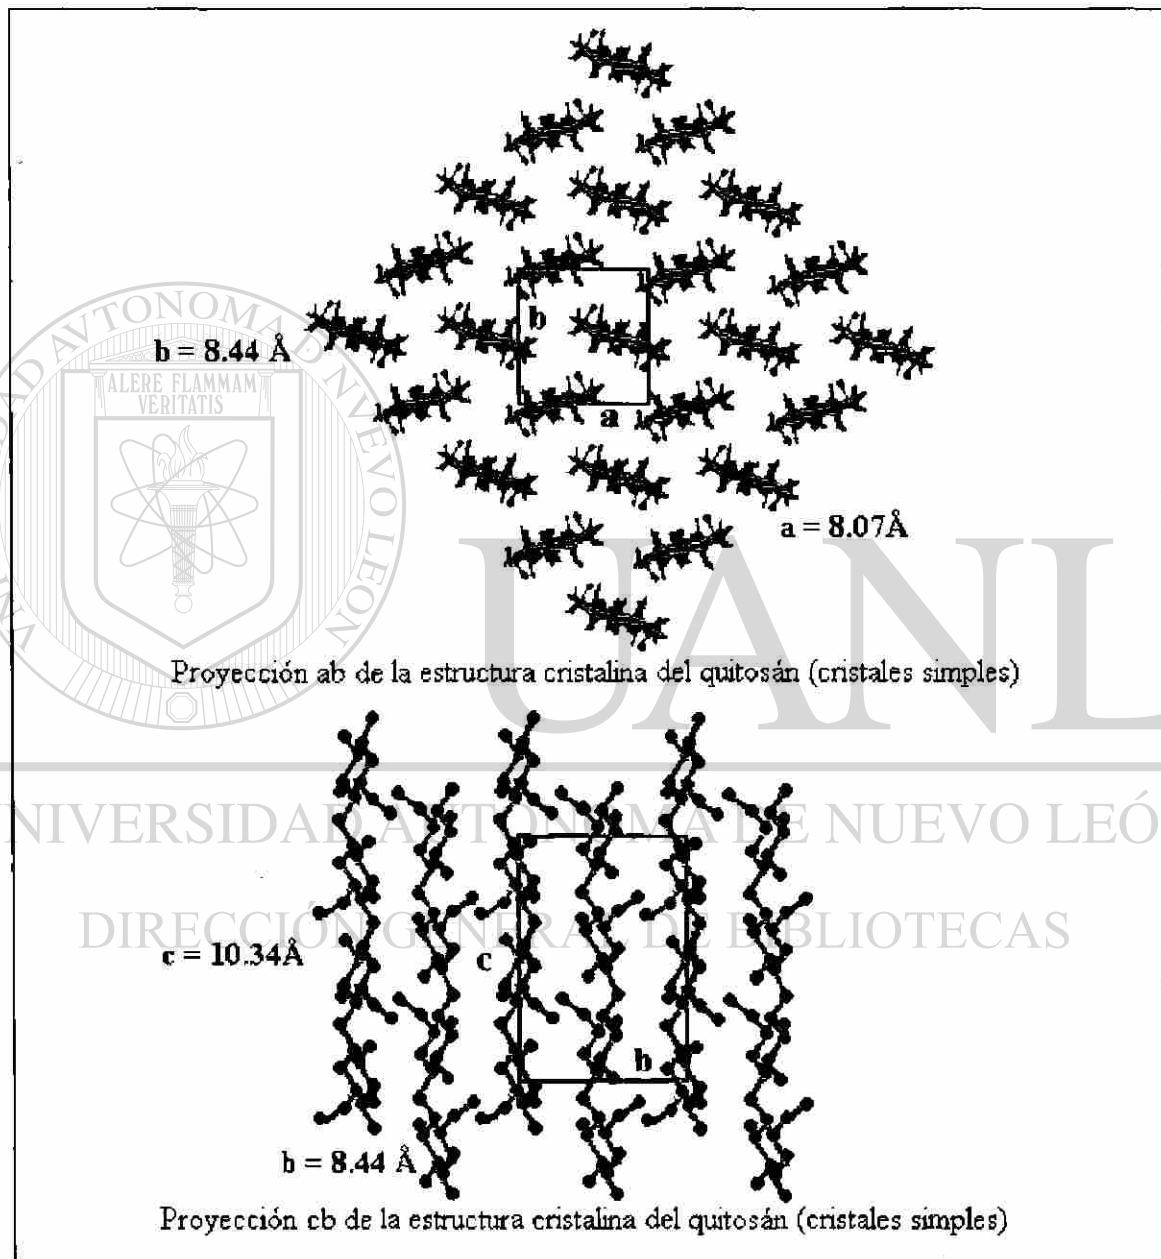 b = 8.44 Å
b
a
a = 8.07Å
Proyección ab de la estructura cristalina del quitosán (cristales simples)
c = 10.34Å
c
b
b = 8.44 Å
Proyección cb de la estructura cristalina del quitosán (cristales simples)
ALERE FLAMMAM
VERITATIS
UANL
UNIVERSIDAD AUTÓNOMA DE NUEVO LEÓ
DIRECCIÓN GENERAL DE BIBLIOTECAS